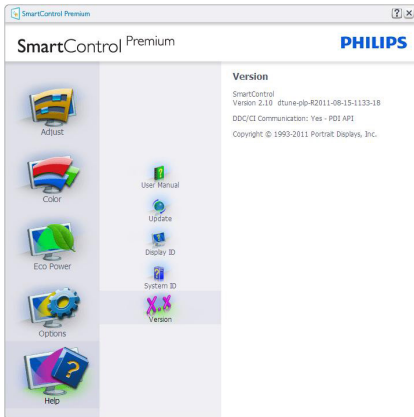 SmartControl Premium
SmartControl Premium
PHILIPS
Adjust
Color
Eco Power
Options
Help
User Manual
Update
Display ID
System ID
X.X
Version
Version
SmartControl
Version 2.10 dtune-plp-R2011-08-15-1133-18
DDC/CI Communication: Yes - PDI API
Copyright © 1993-2011 Portrait Displays, Inc.